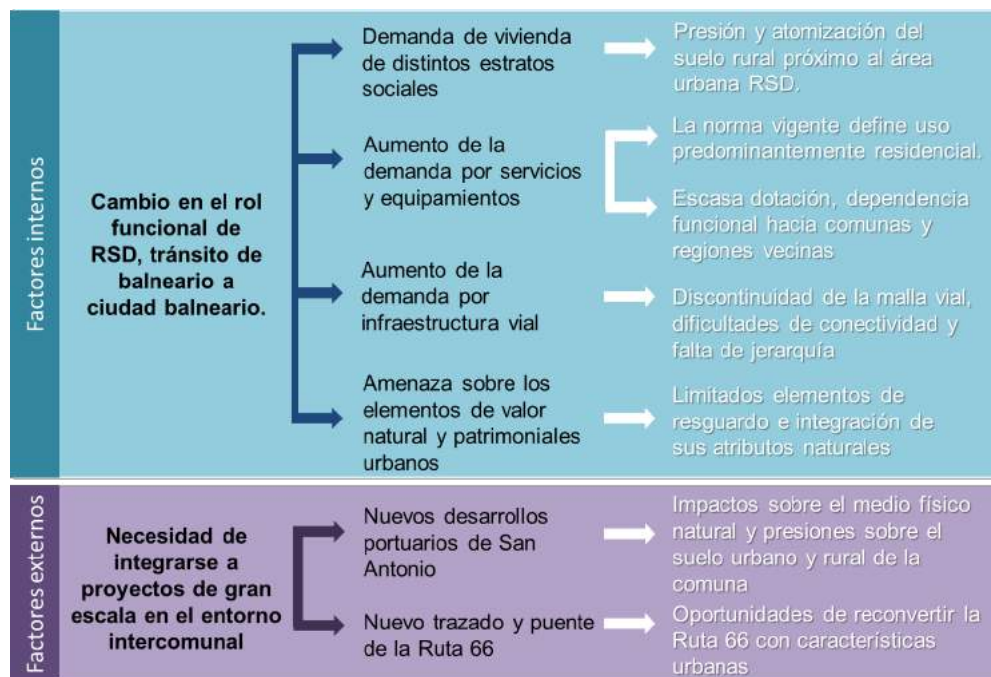 Factores internos
Cambio en el rol
funcional de
RSD, tránsito de
balneario a
ciudad balneario.
Demanda de vivienda
de distintos estratos
sociales
Presión y atomización del
suelo rural próximo al área
urbana RSD.
Aumento de la
demanda por servicios
y equipamientos
La norma vigente define uso
predominantemente residencial.
Escasa dotación, dependencia
funcional hacia comunas y
regiones vecinas
Aumento de la
demanda por
infraestructura vial
Discontinuidad de la malla vial,
dificultades de conectividad y
falta de jerarquía
Amenaza sobre los
elementos de valor
natural y patrimoniales
urbanos
Limitados elementos de
resguardo e integración de
sus atributos naturales
Factores externos
Necesidad de
integrarse a
proyectos de gran
escala en el entorno
intercomunal
Nuevos desarrollos
portuarios de San
Antonio
Impactos sobre el medio físico
natural y presiones sobre el
suelo urbano y rural de la
comuna
Nuevo trazado y puente
de la Ruta 66
Oportunidades de reconvertir la
Ruta 66 con características
urbanas